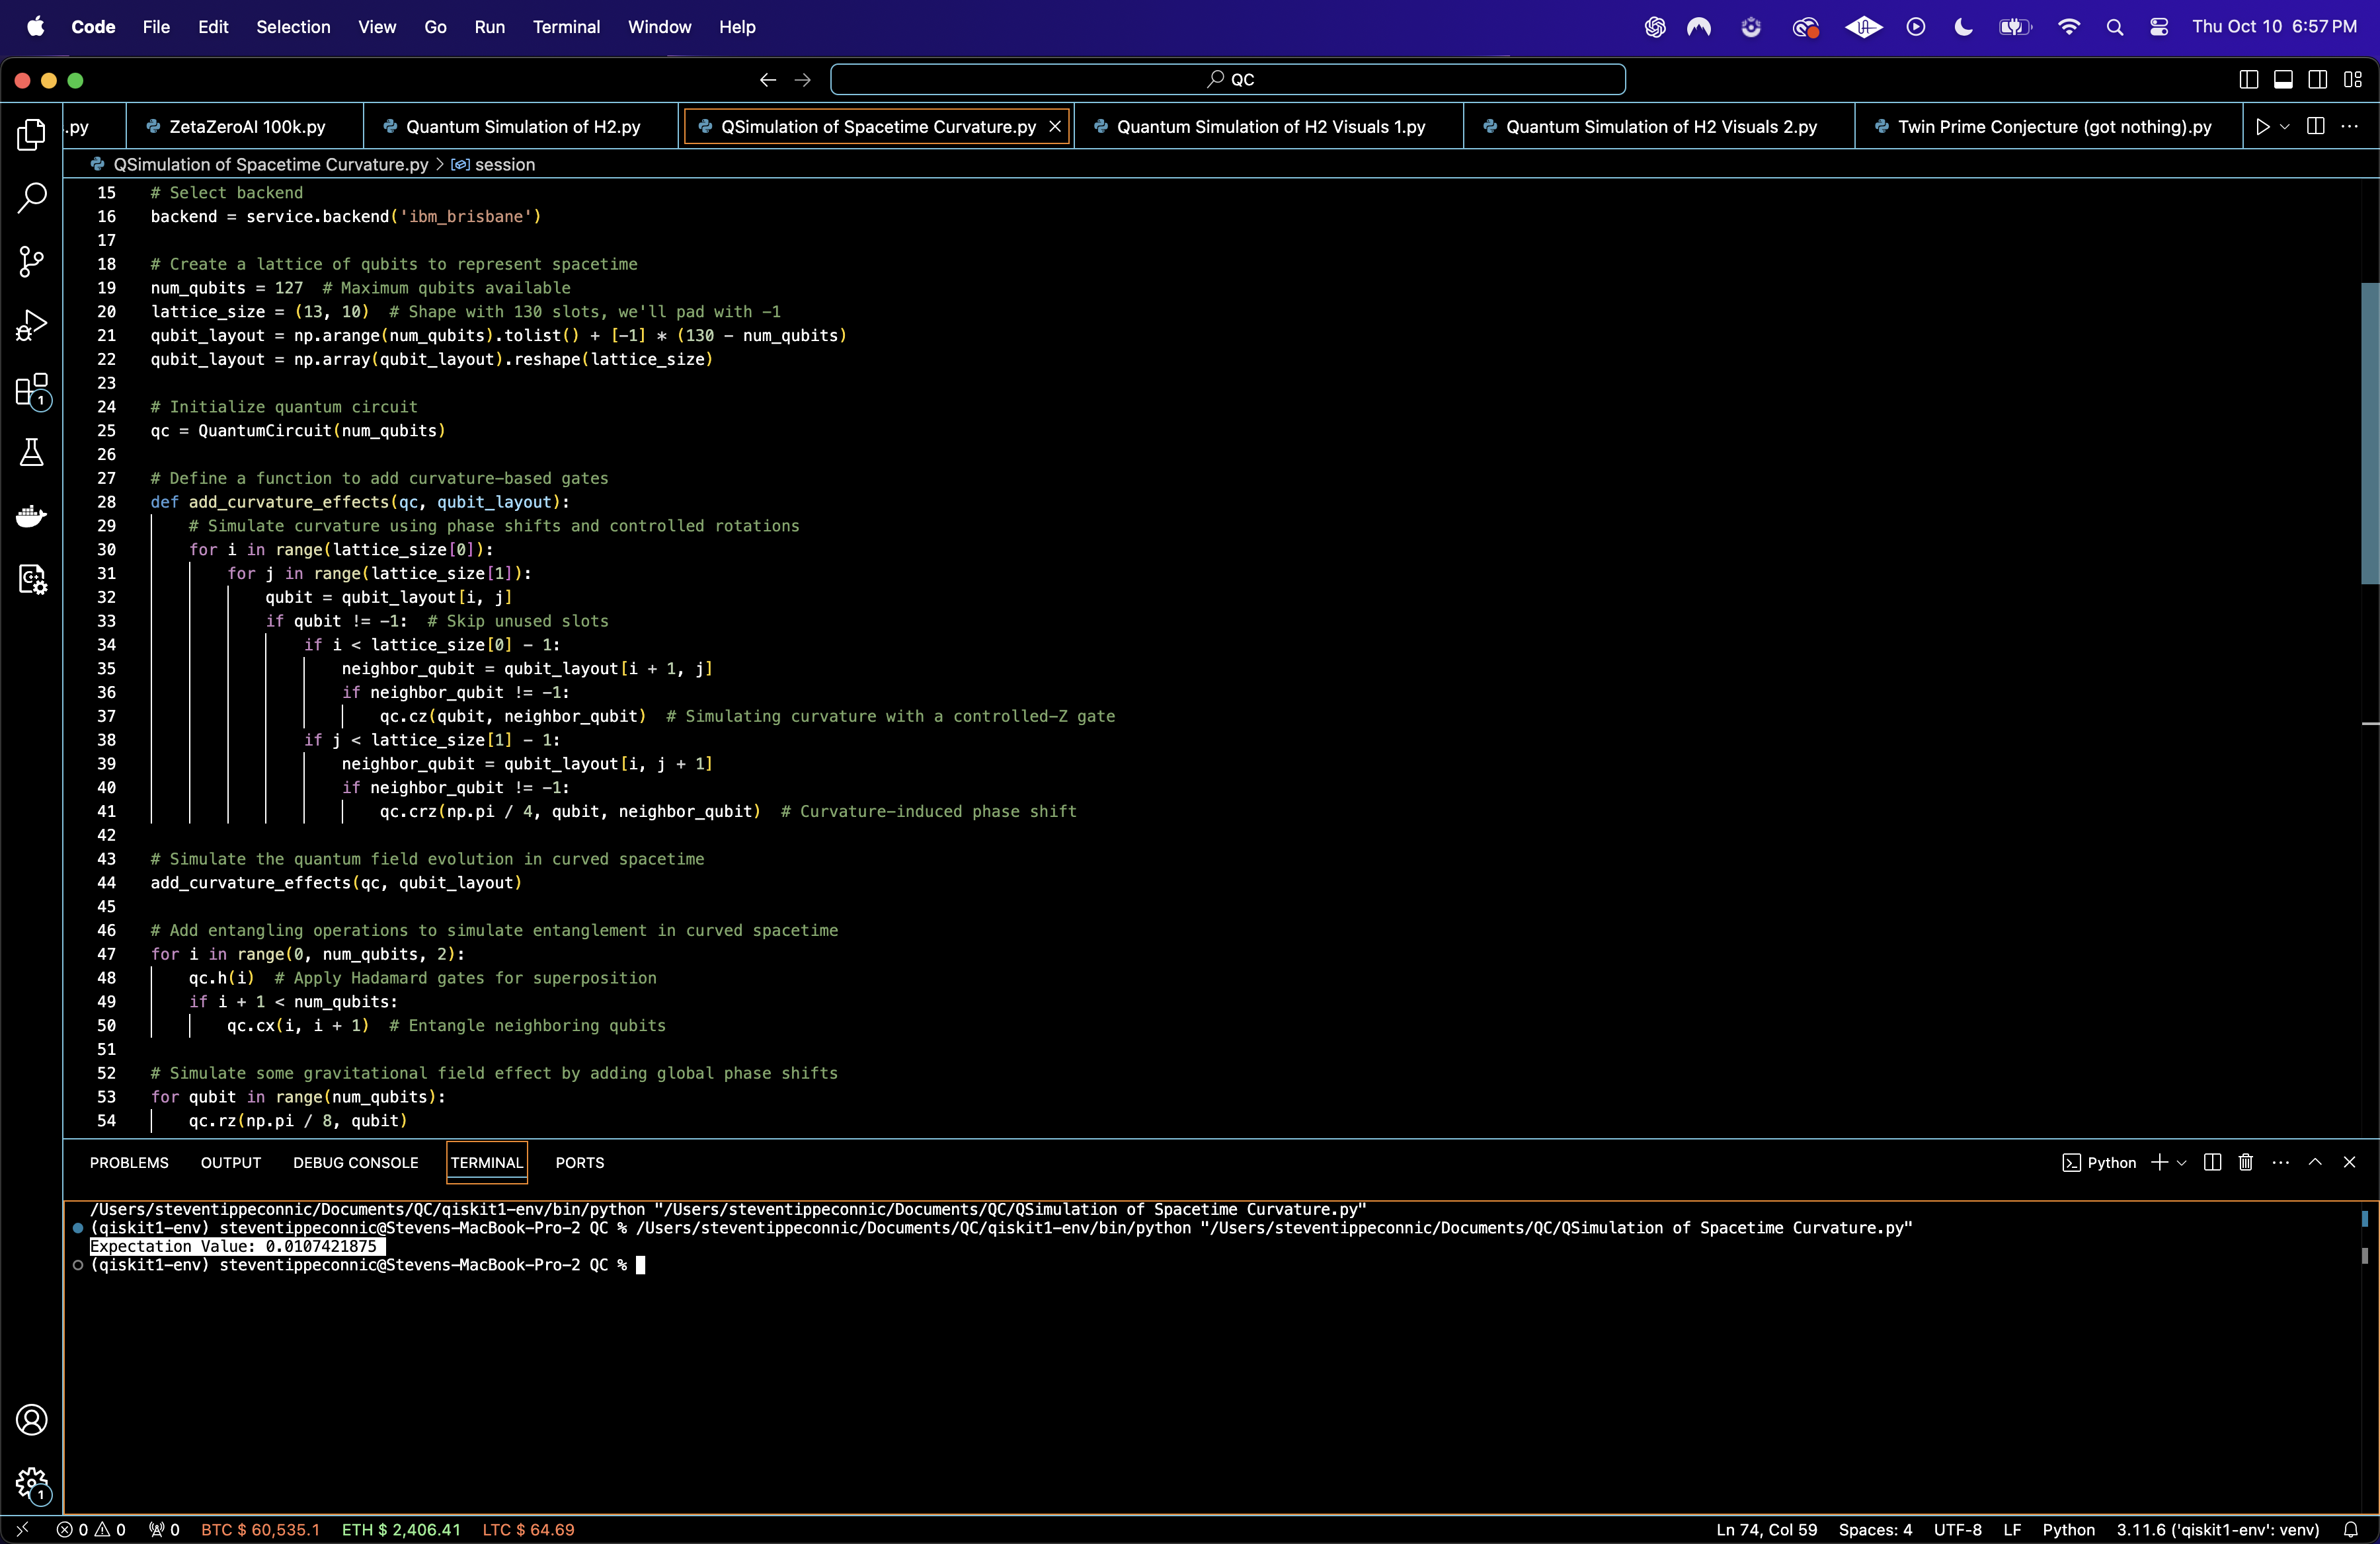 Code File Edit Selection View Go Run Terminal Window Help Thu Oct 10 6:57 PM
QC
.py ZetaZeroAI 100k.py Quantum Simulation of H2.py QSimulation of Spacetime Curvature.py Quantum Simulation of H2 Visuals 1.py Quantum Simulation of H2 Visuals 2.py Twin Prime Conjecture (got nothing).py
QSimulation of Spacetime Curvature.py > session
15 # Select backend
16 backend = service.backend('ibm_brisbane')
17
18 # Create a lattice of qubits to represent spacetime
19 num_qubits = 127  # Maximum qubits available
20 lattice_size = (13, 10)  # Shape with 130 slots, we'll pad with -1
21 qubit_layout = np.arange(num_qubits).tolist() + [-1] * (130 - num_qubits)
22 qubit_layout = np.array(qubit_layout).reshape(lattice_size)
23
24 # Initialize quantum circuit
25 qc = QuantumCircuit(num_qubits)
26
27 # Define a function to add curvature-based gates
28 def add_curvature_effects(qc, qubit_layout):
29     # Simulate curvature using phase shifts and controlled rotations
30     for i in range(lattice_size[0]):
31         for j in range(lattice_size[1]):
32             qubit = qubit_layout[i, j]
33             if qubit != -1:  # Skip unused slots
34                 if i < lattice_size[0] - 1:
35                     neighbor_qubit = qubit_layout[i + 1, j]
36                     if neighbor_qubit != -1:
37                         qc.cz(qubit, neighbor_qubit)  # Simulating curvature with a controlled-Z gate
38                 if j < lattice_size[1] - 1:
39                     neighbor_qubit = qubit_layout[i, j + 1]
40                     if neighbor_qubit != -1:
41                         qc.crz(np.pi / 4, qubit, neighbor_qubit)  # Curvature-induced phase shift
42
43 # Simulate the quantum field evolution in curved spacetime
44 add_curvature_effects(qc, qubit_layout)
45
46 # Add entangling operations to simulate entanglement in curved spacetime
47 for i in range(0, num_qubits, 2):
48     qc.h(i)  # Apply Hadamard gates for superposition
49     if i + 1 < num_qubits:
50         qc.cx(i, i + 1)  # Entangle neighboring qubits
51
52 # Simulate some gravitational field effect by adding global phase shifts
53 for qubit in range(num_qubits):
54     qc.rz(np.pi / 8, qubit)
PROBLEMS OUTPUT DEBUG CONSOLE TERMINAL PORTS Python
/Users/steventippeconnic/Documents/QC/qiskit1-env/bin/python "/Users/steventippeconnic/Documents/QC/QSimulation of Spacetime Curvature.py"
(qiskit1-env) steventippeconnic@Stevens-MacBook-Pro-2 QC % /Users/steventippeconnic/Documents/QC/qiskit1-env/bin/python "/Users/steventippeconnic/Documents/QC/QSimulation of Spacetime Curvature.py"
Expectation Value: 0.0107421875
(qiskit1-env) steventippeconnic@Stevens-MacBook-Pro-2 QC %
1
1
0 0 0 BTC $ 60,535.1 ETH $ 2,406.41 LTC $ 64.69 Ln 74, Col 59 Spaces: 4 UTF-8 LF Python 3.11.6 ('qiskit1-env': venv)